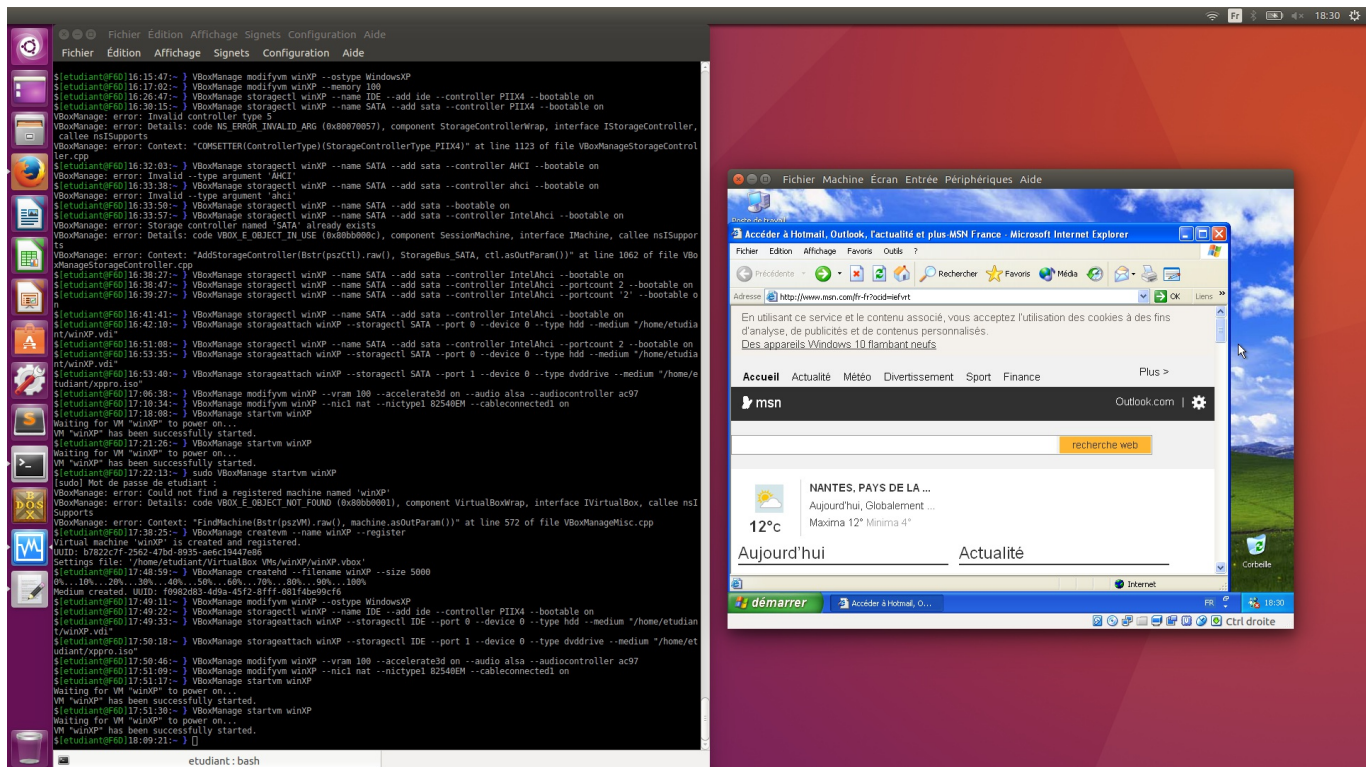 Fr 18:30
Fichier Édition Affichage Signets Configuration Aide
Fichier Édition Affichage Signets Configuration Aide
$[etudiant@F6D]16:15:47:~ } VBoxManage modifyvm winXP --ostype WindowsXP
$[etudiant@F6D]16:17:02:~ } VBoxManage modifyvm winXP --memory 100
$[etudiant@F6D]16:26:47:~ } VBoxManage storagectl winXP --name IDE --add ide --controller PIIX4 --bootable on
$[etudiant@F6D]16:30:15:~ } VBoxManage storagectl winXP --name SATA --add sata --controller PIIX4 --bootable on
VBoxManage: error: Invalid controller type 5
VBoxManage: error: Details: code NS_ERROR_INVALID_ARG (0x80070057), component StorageControllerWrap, interface IStorageController,
callee nsISupports
VBoxManage: error: Context: "COMSETTER(ControllerType)(StorageControllerType_PIIX4)" at line 1123 of file VBoxManageStorageControl
ler.cpp
$[etudiant@F6D]16:32:03:~ } VBoxManage storagectl winXP --name SATA --add sata --controller AHCI --bootable on
VBoxManage: error: Invalid --type argument 'AHCI'
$[etudiant@F6D]16:33:38:~ } VBoxManage storagectl winXP --name SATA --add sata --controller ahci --bootable on
VBoxManage: error: Invalid --type argument 'ahci'
$[etudiant@F6D]16:33:50:~ } VBoxManage storagectl winXP --name SATA --add sata --bootable on
$[etudiant@F6D]16:33:57:~ } VBoxManage storagectl winXP --name SATA --add sata --controller IntelAhci --bootable on
VBoxManage: error: Storage controller named 'SATA' already exists
VBoxManage: error: Details: code VBOX_E_OBJECT_IN_USE (0x80bb000c), component SessionMachine, interface IMachine, callee nsISuppor
ts
VBoxManage: error: Context: "AddStorageController(Bstr(pszCtl).raw(), StorageBus_SATA, ctl.asOutParam())" at line 1062 of file VBo
xManageStorageController.cpp
$[etudiant@F6D]16:38:27:~ } VBoxManage storagectl winXP --name SATA --add sata --controller IntelAhci --bootable on
$[etudiant@F6D]16:38:47:~ } VBoxManage storagectl winXP --name SATA --add sata --controller IntelAhci --portcount 2 --bootable on
$[etudiant@F6D]16:39:27:~ } VBoxManage storagectl winXP --name SATA --add sata --controller IntelAhci --portcount '2' --bootable o
n
$[etudiant@F6D]16:41:41:~ } VBoxManage storagectl winXP --name SATA --add sata --controller IntelAhci --bootable on
$[etudiant@F6D]16:42:10:~ } VBoxManage storageattach winXP --storagectl SATA --port 0 --device 0 --type hdd --medium "/home/etudia
nt/winXP.vdi"
$[etudiant@F6D]16:51:08:~ } VBoxManage storagectl winXP --name SATA --add sata --controller IntelAhci --portcount 2 --bootable on
$[etudiant@F6D]16:53:35:~ } VBoxManage storageattach winXP --storagectl SATA --port 0 --device 0 --type hdd --medium "/home/etudia
nt/winXP.vdi"
$[etudiant@F6D]16:53:40:~ } VBoxManage storageattach winXP --storagectl SATA --port 1 --device 0 --type dvddrive --medium "/home/e
tudiant/xppro.iso"
$[etudiant@F6D]17:06:38:~ } VBoxManage modifyvm winXP --vram 100 --accelerate3d on --audio alsa --audiocontroller ac97
$[etudiant@F6D]17:10:34:~ } VBoxManage modifyvm winXP --nic1 nat --nictype1 82540EM --cableconnected1 on
$[etudiant@F6D]17:18:08:~ } VBoxManage startvm winXP
Waiting for VM "winXP" to power on...
VM "winXP" has been successfully started.
$[etudiant@F6D]17:21:26:~ } VBoxManage startvm winXP
Waiting for VM "winXP" to power on...
VM "winXP" has been successfully started.
$[etudiant@F6D]17:22:13:~ } sudo VBoxManage startvm winXP
[sudo] Mot de passe de etudiant :
VBoxManage: error: Could not find a registered machine named 'winXP'
VBoxManage: error: Details: code VBOX_E_OBJECT_NOT_FOUND (0x80bb0001), component VirtualBoxWrap, interface IVirtualBox, callee nsI
Supports
VBoxManage: error: Context: "FindMachine(Bstr(pszVM).raw(), machine.asOutParam())" at line 572 of file VBoxManageMisc.cpp
$[etudiant@F6D]17:38:25:~ } VBoxManage createvm --name winXP --register
Virtual machine 'winXP' is created and registered.
UUID: b7822c7f-2562-47bd-8935-ae6c19447e86
Settings file: '/home/etudiant/VirtualBox VMs/winXP/winXP.vbox'
$[etudiant@F6D]17:48:59:~ } VBoxManage createhd --filename winXP --size 5000
0%...10%...20%...30%...40%...50%...60%...70%...80%...90%...100%
Medium created. UUID: f0982d83-4d9a-45f2-8fff-081f4be99cf6
$[etudiant@F6D]17:49:11:~ } VBoxManage modifyvm winXP --ostype WindowsXP
$[etudiant@F6D]17:49:22:~ } VBoxManage storagectl winXP --name IDE --add ide --controller PIIX4 --bootable on
$[etudiant@F6D]17:49:33:~ } VBoxManage storageattach winXP --storagectl IDE --port 0 --device 0 --type hdd --medium "/home/etudian
t/winXP.vdi"
$[etudiant@F6D]17:50:18:~ } VBoxManage storageattach winXP --storagectl IDE --port 1 --device 0 --type dvddrive --medium "/home/et
udiant/xppro.iso"
$[etudiant@F6D]17:50:46:~ } VBoxManage modifyvm winXP --vram 100 --accelerate3d on --audio alsa --audiocontroller ac97
$[etudiant@F6D]17:51:09:~ } VBoxManage modifyvm winXP --nic1 nat --nictype1 82540EM --cableconnected1 on
$[etudiant@F6D]17:51:17:~ } VBoxManage startvm winXP
Waiting for VM "winXP" to power on...
VM "winXP" has been successfully started.
$[etudiant@F6D]17:51:30:~ } VBoxManage startvm winXP
Waiting for VM "winXP" to power on...
VM "winXP" has been successfully started.
$[etudiant@F6D]18:09:21:~ }
etudiant : bash
Fichier Machine Écran Entrée Périphériques Aide
Poste de travail
Accéder à Hotmail, Outlook, l'actualité et plus-MSN France - Microsoft Internet Explorer
Fichier Edition Affichage Favoris Outils ?
Précédente Rechercher Favoris Média
Adresse http://www.msn.com/fr-fr?ocid=iefvrt OK Liens »
En utilisant ce service et le contenu associé, vous acceptez l'utilisation des cookies à des fins
d'analyse, de publicités et de contenus personnalisés.
Des appareils Windows 10 flambant neufs
Accueil Actualité Météo Divertissement Sport Finance Plus >
msn Outlook.com |
recherche web
NANTES, PAYS DE LA ...
Aujourd'hui, Globalement ...
12°C Maxima 12° Minima 4°
Aujourd'hui Actualité
Corbeille
Internet
démarrer Accéder à Hotmail, O... FR 18:30
Ctrl droite